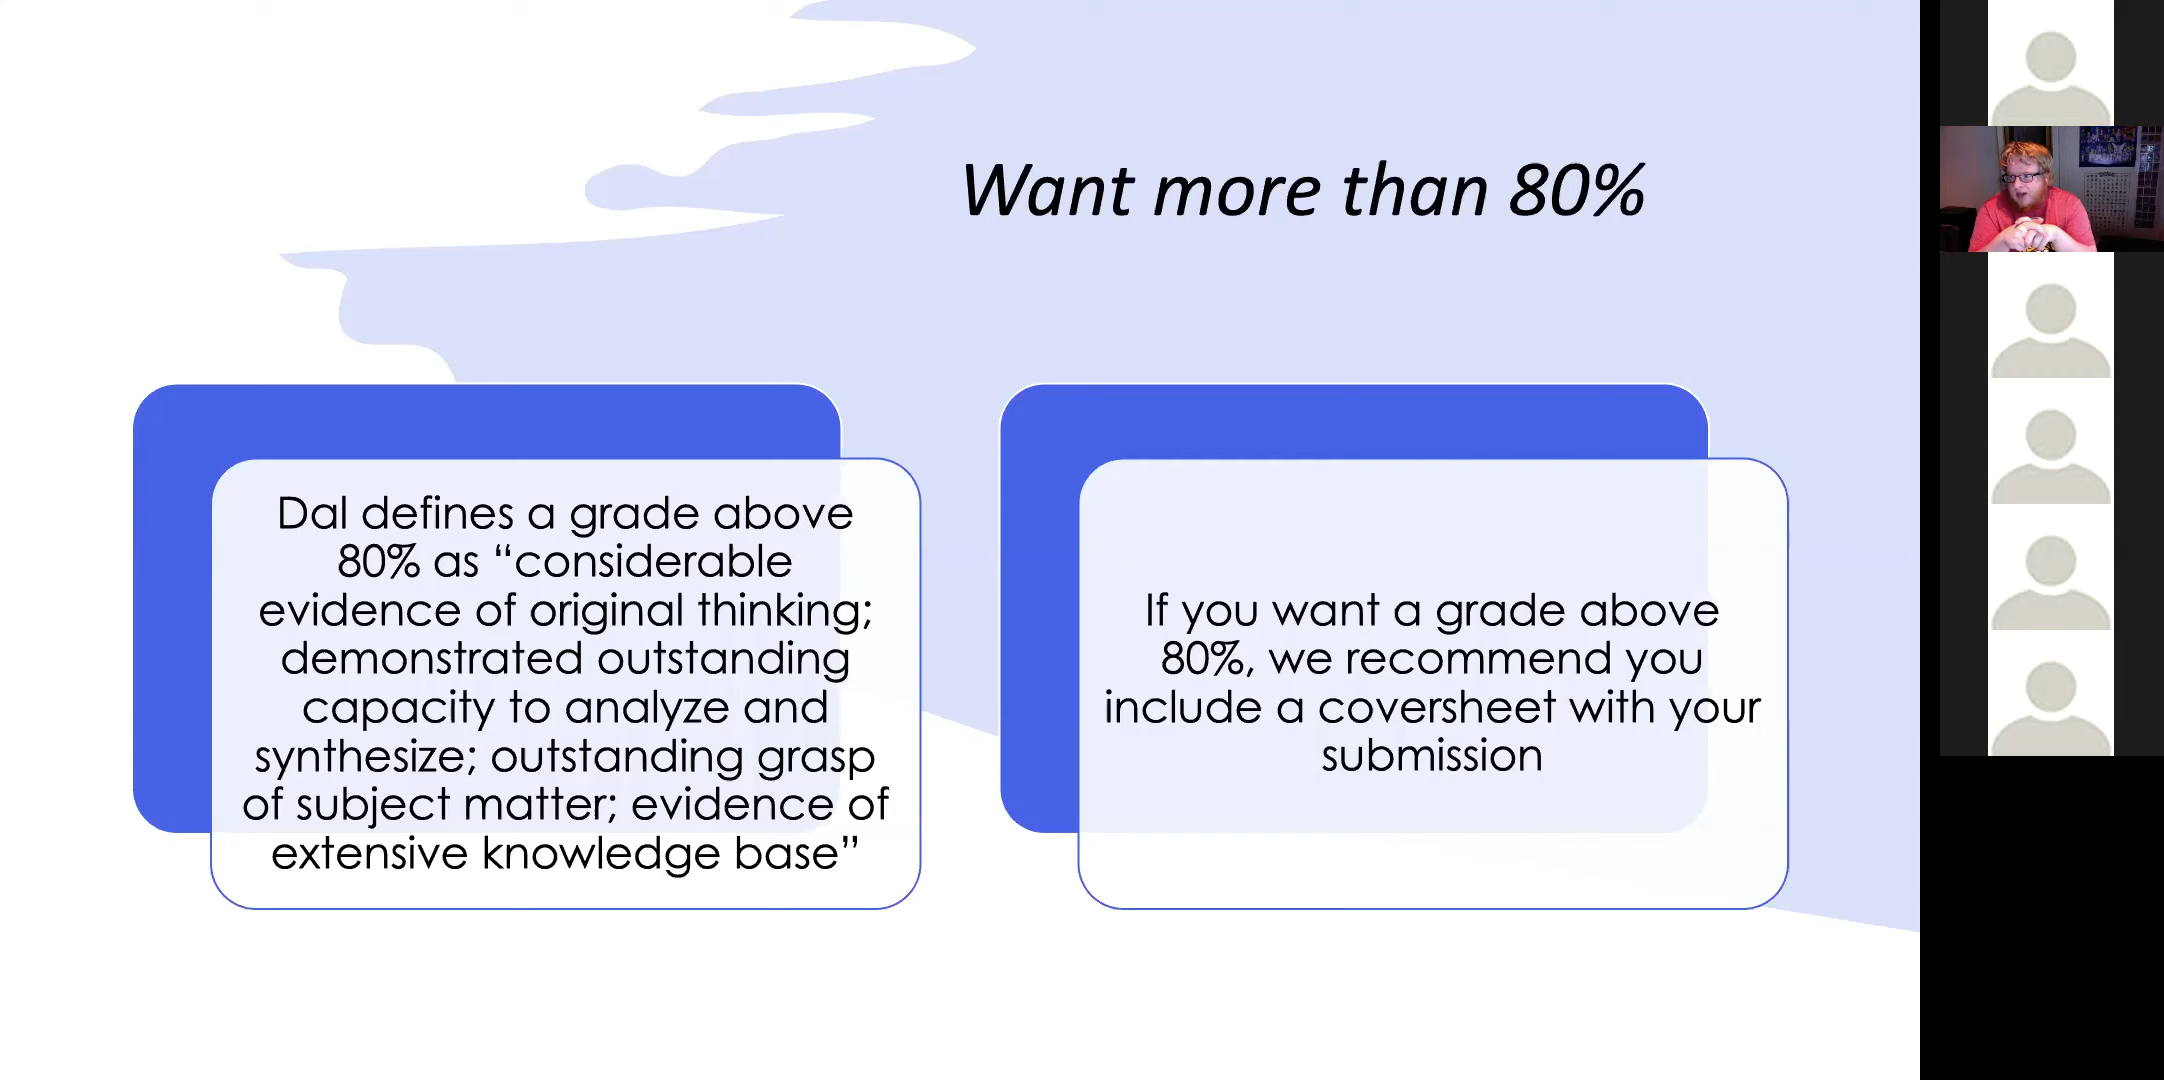 Want more than 80%
Dal defines a grade above
80% as “considerable
evidence of original thinking;
demonstrated outstanding
capacity to analyze and
synthesize; outstanding grasp
of subject matter; evidence of
extensive knowledge base”
If you want a grade above
80%, we recommend you
include a coversheet with your
submission